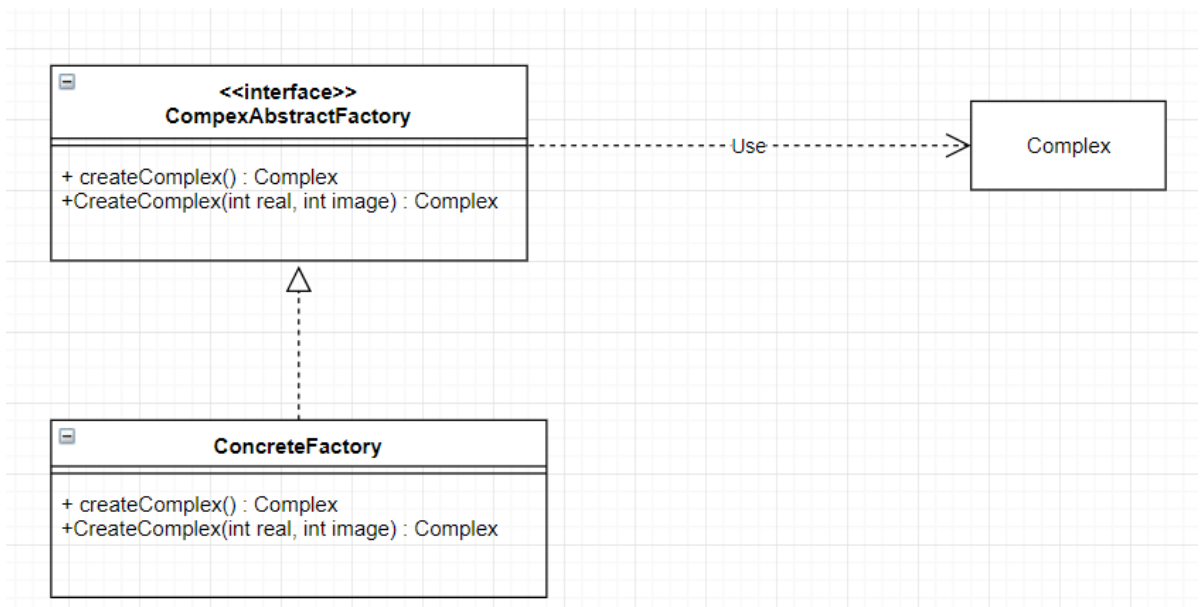 <<interface>>
CompexAbstractFactory
+ createComplex() : Complex
+CreateComplex(int real, int image) : Complex
Use
Complex
ConcreteFactory
+ createComplex() : Complex
+CreateComplex(int real, int image) : Complex